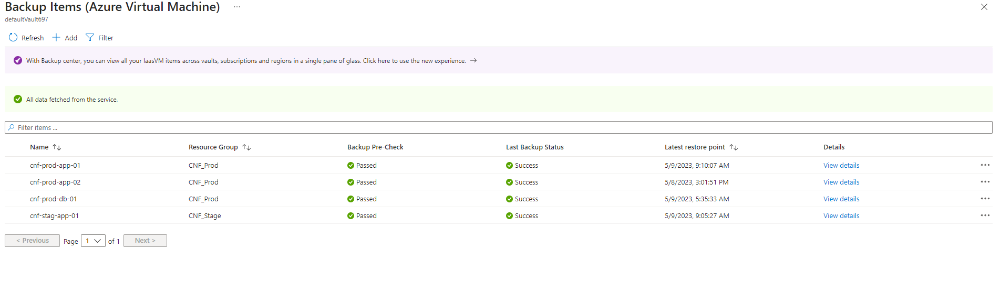 Backup Items (Azure Virtual Machine) ...
defaultVault697
Refresh Add Filter
With Backup center, you can view all your IaasVM items across vaults, subscriptions and regions in a single pane of glass. Click here to use the new experience. →
All data fetched from the service.
Filter items ...
Name ↑↓ Resource Group ↑↓ Backup Pre-Check Last Backup Status Latest restore point ↑↓ Details
cnf-prod-app-01 CNF_Prod Passed Success 5/9/2023, 9:10:07 AM View details ...
cnf-prod-app-02 CNF_Prod Passed Success 5/8/2023, 3:01:51 PM View details ...
cnf-prod-db-01 CNF_Prod Passed Success 5/9/2023, 5:35:33 AM View details ...
cnf-stag-app-01 CNF_Stage Passed Success 5/9/2023, 9:05:27 AM View details ...
< Previous Page 1 of 1 Next >